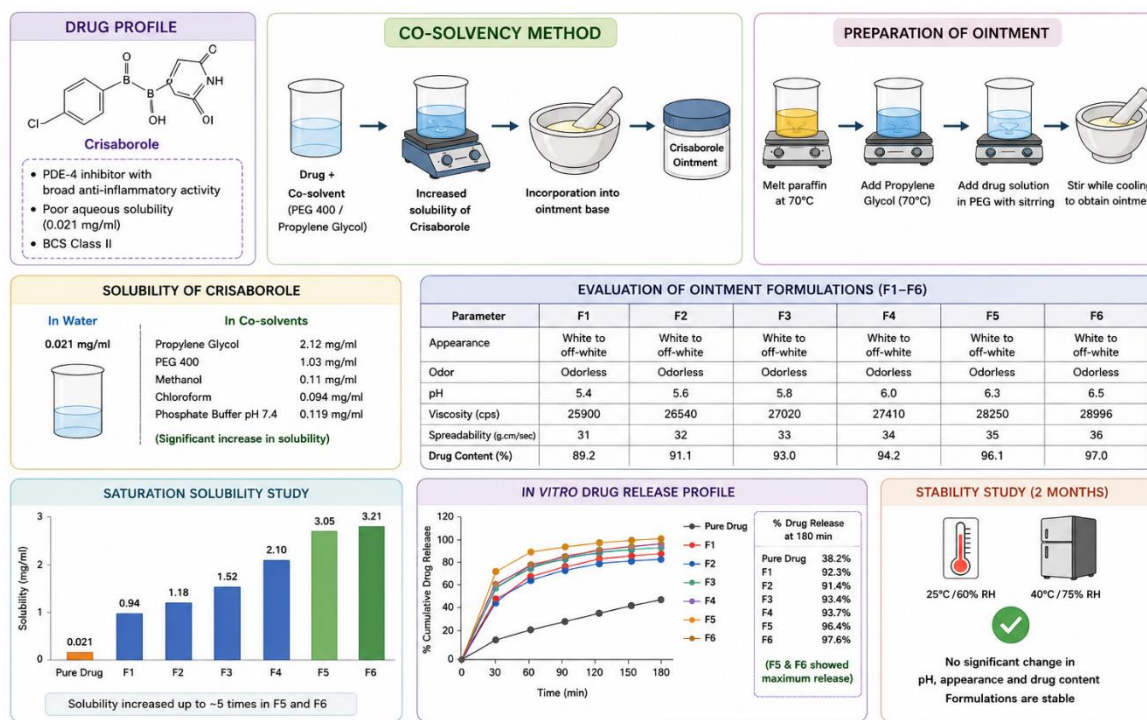 DRUG PROFILE
O
C
B
B
O
NH
Cl
OH
OI
Crisaborole
• PDE-4 inhibitor with
broad anti-inflammatory activity
• Poor aqueous solubility
(0.021 mg/ml)
• BCS Class II
CO-SOLVENCY METHOD
Drug +
Co-solvent
(PEG 400 /
Propylene Glycol)
Increased
solubility of
Crisaborole
Incorporation into
ointment base
Crisaborole
Ointment
PREPARATION OF OINTMENT
Melt paraffin
at 70°C
Add Propylene
Glycol (70°C)
Add drug solution
in PEG with sitrring
Stir while cooling
to obtain ointme
SOLUBILITY OF CRISABOROLE
In Water
0.021 mg/ml
In Co-solvents
Propylene Glycol 2.12 mg/ml
PEG 400 1.03 mg/ml
Methanol 0.11 mg/ml
Chloroform 0.094 mg/ml
Phosphate Buffer pH 7.4 0.119 mg/ml
(Significant increase in solubility)
EVALUATION OF OINTMENT FORMULATIONS (F1–F6)
Parameter F1 F2 F3 F4 F5 F6
Appearance White to off-white White to off-white White to off-white White to off-white White to off-white White to off-white
Odor Odorless Odorless Odorless Odorless Odorless Odorless
pH 5.4 5.6 5.8 6.0 6.3 6.5
Viscosity (cps) 25900 26540 27020 27410 28250 28996
Spreadability (g.cm/sec) 31 32 33 34 35 36
Drug Content (%) 89.2 91.1 93.0 94.2 96.1 97.0
SATURATION SOLUBILITY STUDY
Solubility (mg/ml)
3
2
1
0
0.021
0.94
1.18
1.52
2.10
3.05
3.21
Pure Drug F1 F2 F3 F4 F5 F6
Solubility increased up to ~5 times in F5 and F6
IN VITRO DRUG RELEASE PROFILE
% Cumulative Drug Releaee
120
100
80
60
40
20
0
0 30 60 90 120 150 180
Time (min)
Pure Drug
F1
F2
F3
F4
F5
F6
% Drug Release
at 180 min
Pure Drug 38.2%
F1 92.3%
F2 91.4%
F3 93.4%
F4 93.7%
F5 96.4%
F6 97.6%
(F5 & F6 showed
maximum release)
STABILITY STUDY (2 MONTHS)
25°C/60% RH
40°C/75% RH
No significant change in
pH, appearance and drug content
Formulations are stable